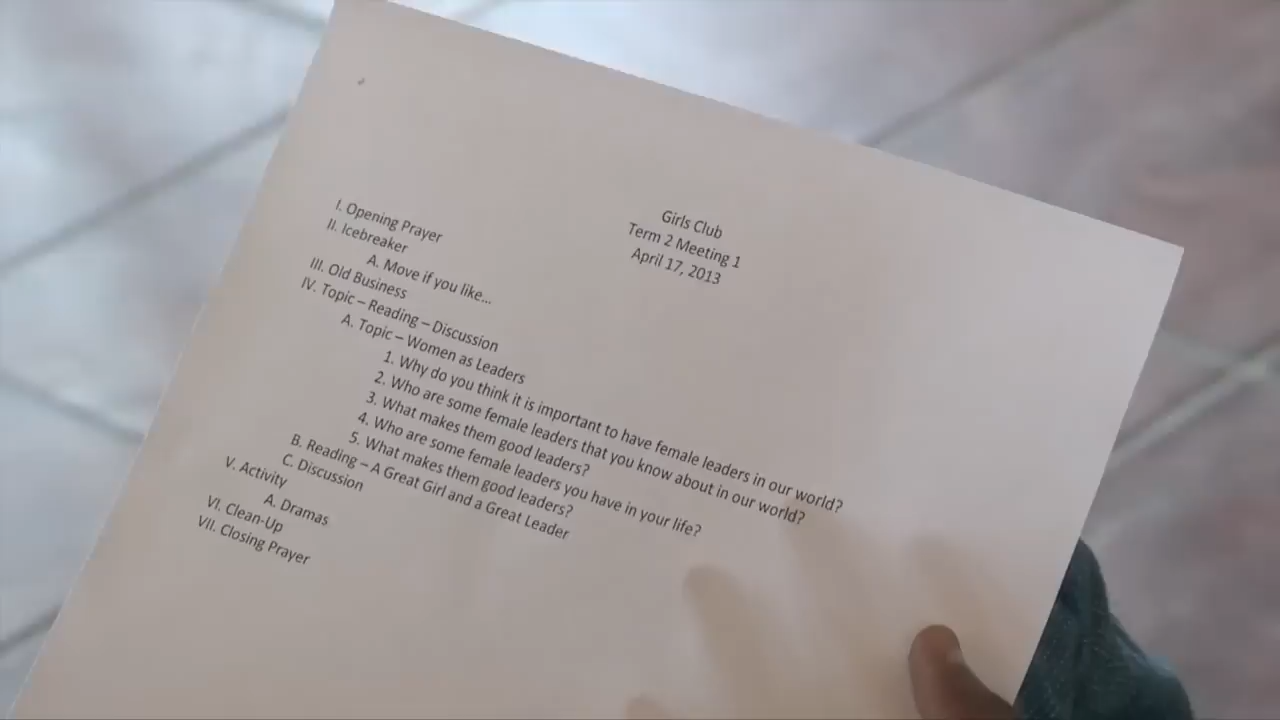 Girls Club
Term 2 Meeting 1
April 17, 2013
I. Opening Prayer
II. Icebreaker
A. Move if you like...
III. Old Business
IV. Topic – Reading – Discussion
A. Topic – Women as Leaders
1. Why do you think it is important to have female leaders in our world?
2. Who are some female leaders that you know about in our world?
3. What makes them good leaders?
4. Who are some female leaders you have in your life?
5. What makes them good leaders?
B. Reading – A Great Girl and a Great Leader
C. Discussion
V. Activity
A. Dramas
VI. Clean-Up
VII. Closing Prayer